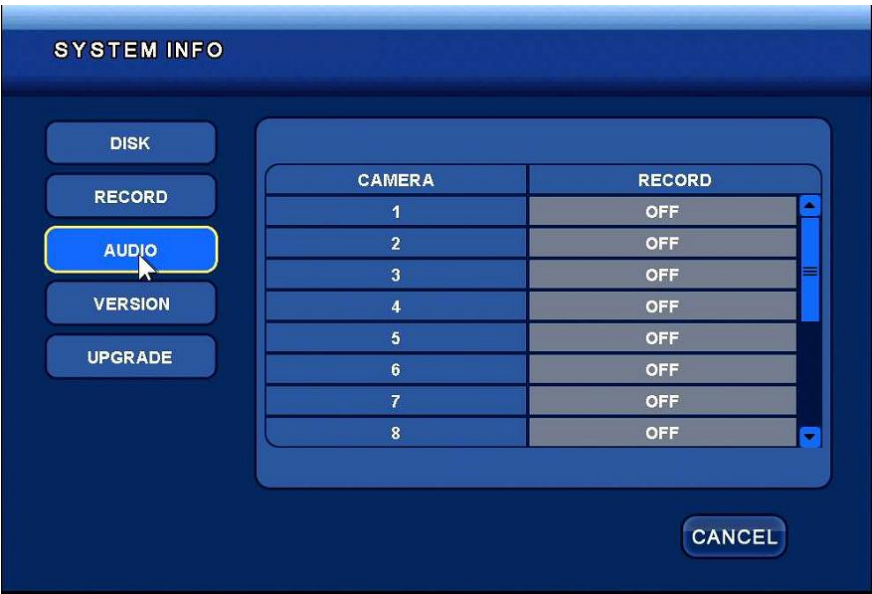 SYSTEM INFO
DISK
RECORD
AUDIO
VERSION
UPGRADE
CAMERA RECORD
1 OFF
2 OFF
3 OFF
4 OFF
5 OFF
6 OFF
7 OFF
8 OFF
CANCEL